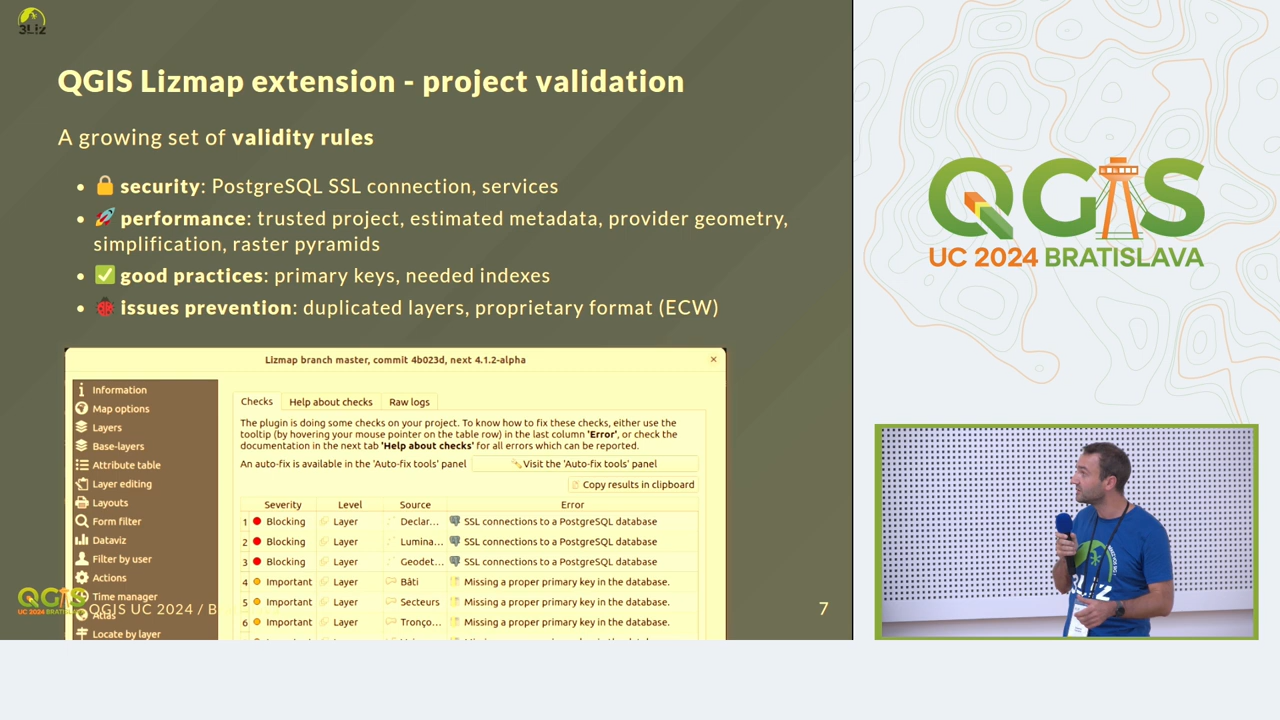 3Liz
QGIS Lizmap extension - project validation
A growing set of validity rules
• 🔒 security: PostgreSQL SSL connection, services
• 🚀 performance: trusted project, estimated metadata, provider geometry,
simplification, raster pyramids
• ✅ good practices: primary keys, needed indexes
• 🐞 issues prevention: duplicated layers, proprietary format (ECW)
Lizmap branch master, commit 4b023d, next 4.1.2-alpha
Information
Map options
Layers
Base-layers
Attribute table
Layer editing
Layouts
Form filter
Dataviz
Filter by user
Actions
Time manager
Atlas
Locate by layer
Checks Help about checks Raw logs
The plugin is doing some checks on your project. To know how to fix these checks, either use the
tooltip (by hovering your mouse pointer on the table row) in the last column 'Error', or check the
documentation in the next tab 'Help about checks' for all errors which can be reported.
An auto-fix is available in the 'Auto-fix tools' panel Visit the 'Auto-fix tools' panel
Copy results in clipboard
Severity Level Source Error
1 Blocking Layer Declar... SSL connections to a PostgreSQL database
2 Blocking Layer Lumina... SSL connections to a PostgreSQL database
3 Blocking Layer Geodet... SSL connections to a PostgreSQL database
4 Important Layer Bâti Missing a proper primary key in the database.
5 Important Layer Secteurs Missing a proper primary key in the database.
6 Important Layer Tronço... Missing a proper primary key in the database.
QGIS
QGIS UC 2024 / B
7
QGIS
UC 2024 BRATISLAVA
3LIZ